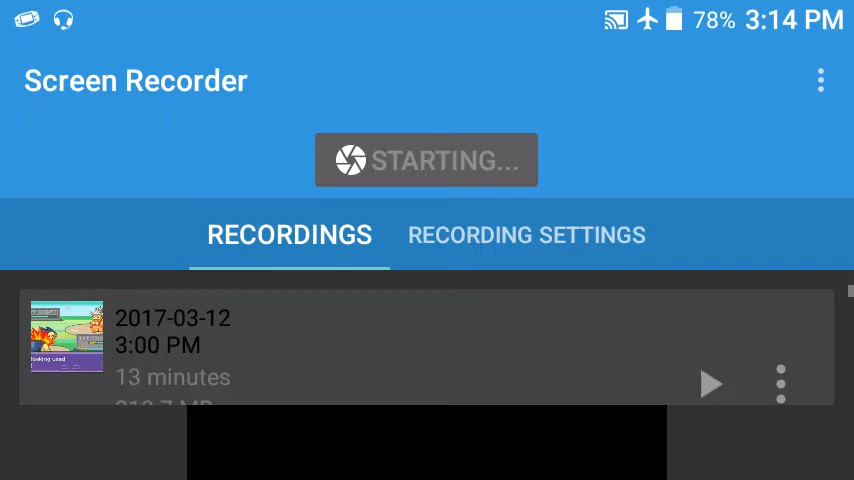 78% 3:14 PM
Screen Recorder
STARTING...
RECORDINGS RECORDING SETTINGS
2017-03-12
3:00 PM
13 minutes